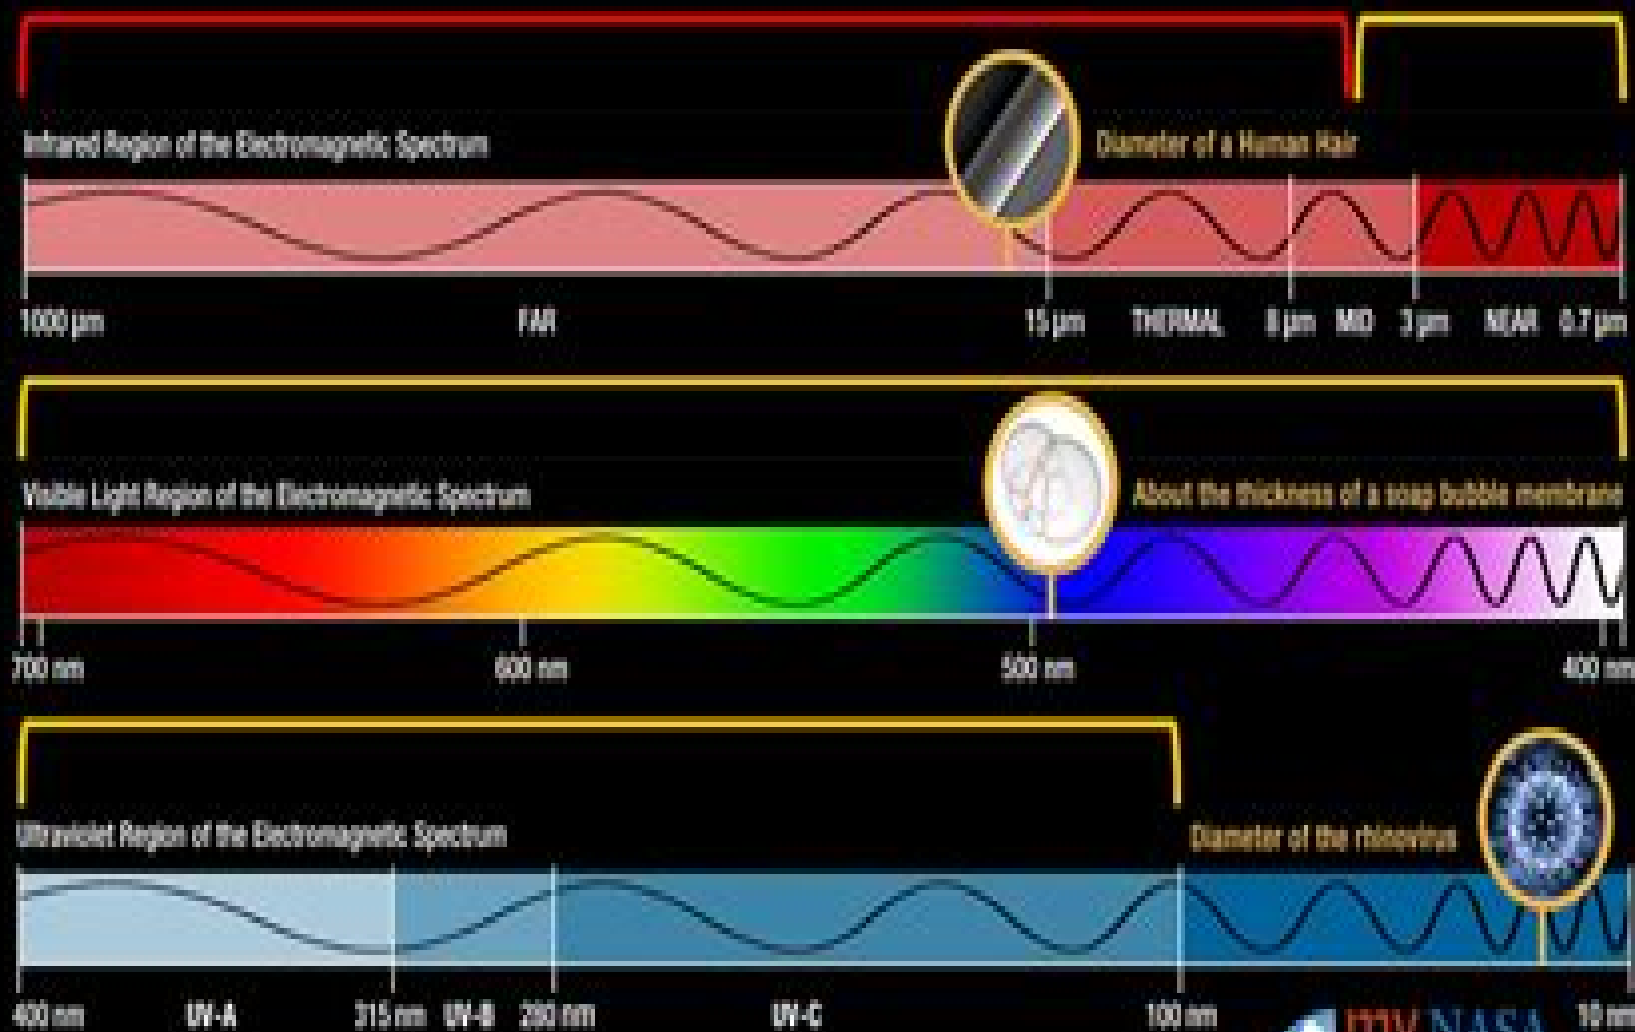 Infrared Region of the Electromagnetic Spectrum
Diameter of a Human Hair
1000 µm FAR 15 µm THERMAL 8 µm MID 3 µm NEAR 0.7 µm
Visible Light Region of the Electromagnetic Spectrum
About the thickness of a soap bubble membrane
700 nm 600 nm 500 nm 400 nm
Ultraviolet Region of the Electromagnetic Spectrum
Diameter of the rhinovirus
400 nm UV-A 315 nm UV-B 280 nm UV-C 100 nm 10 nm
my NASA